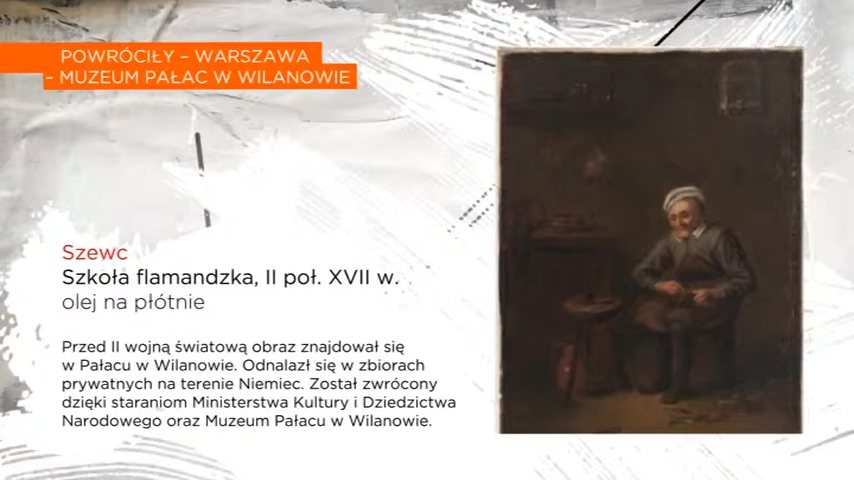 POWRÓCIŁY – WARSZAWA
– MUZEUM PAŁAC W WILANOWIE
Szewc
Szkoła flamandzka, II poł. XVII w.
olej na płótnie
Przed II wojną światową obraz znajdował się
w Pałacu w Wilanowie. Odnalazł się w zbiorach
prywatnych na terenie Niemiec. Został zwrócony
dzięki staraniom Ministerstwa Kultury i Dziedzictwa
Narodowego oraz Muzeum Pałacu w Wilanowie.